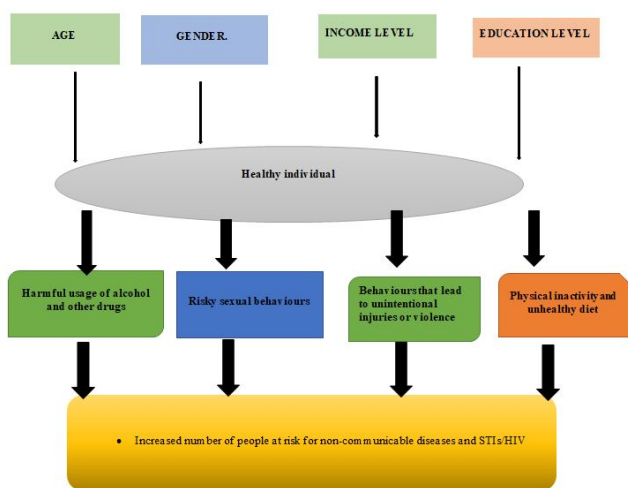 AGE
GENDER.
INCOME LEVEL
EDUCATION LEVEL
Healthy individual
Harmful usage of alcohol
and other drugs
Risky sexual behaviours
Behaviours that lead
to unintentional
injuries or violence
Physical inactivity and
unhealthy diet
• Increased number of people at risk for non-communicable diseases and STIs/HIV